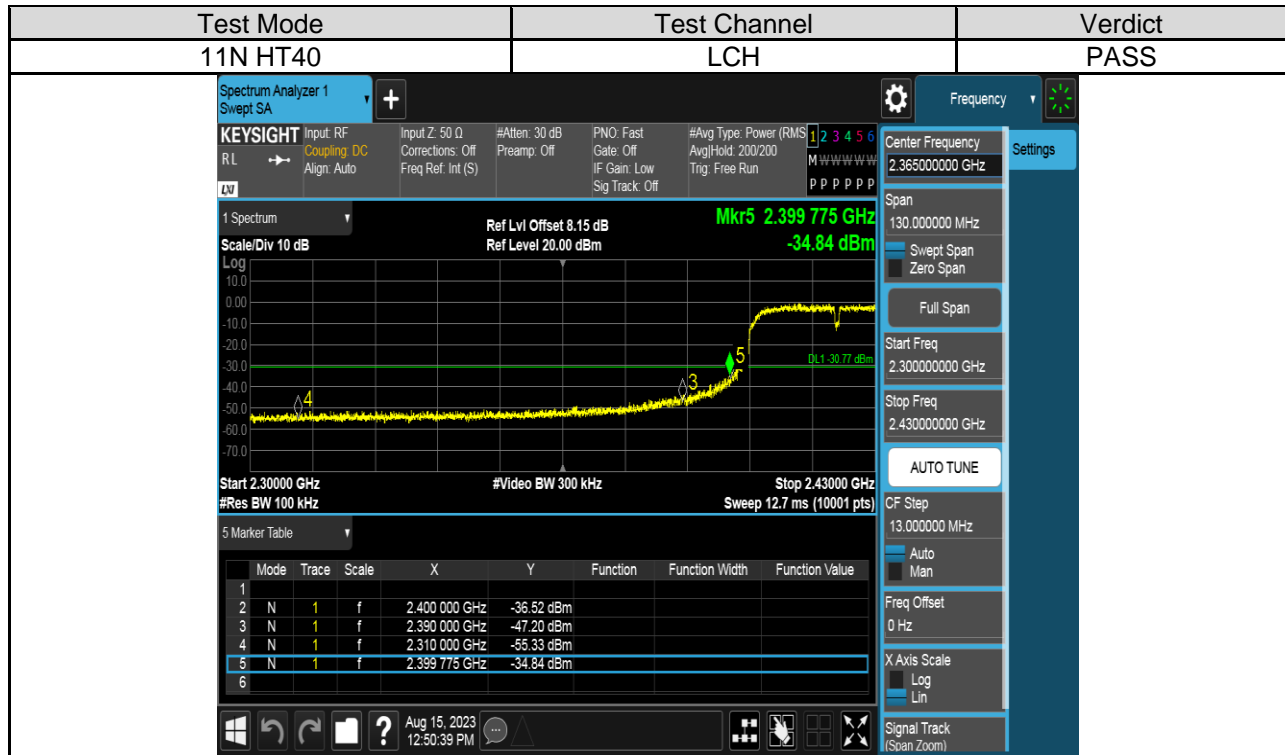 Test Mode Test Channel Verdict
11N HT40 LCH PASS
Spectrum Analyzer 1
Swept SA
+
Frequency
KEYSIGHT
RL
LXI
Input: RF
Coupling: DC
Align: Auto
Input Z: 50 Ω
Corrections: Off
Freq Ref: Int (S)
#Atten: 30 dB
Preamp: Off
PNO: Fast
Gate: Off
IF Gain: Low
Sig Track: Off
#Avg Type: Power (RMS
Avg|Hold: 200/200
Trig: Free Run
1 2 3 4 5 6
M W W W W W
P P P P P P
1 Spectrum
Scale/Div 10 dB
Ref Lvl Offset 8.15 dB
Ref Level 20.00 dBm
Mkr5 2.399 775 GHz
-34.84 dBm
Log
10.0
0.00
-10.0
-20.0
-30.0
-40.0
-50.0
-60.0
-70.0
4
3
5
DL1 -30.77 dBm
Start 2.30000 GHz #Video BW 300 kHz Stop 2.43000 GHz
#Res BW 100 kHz Sweep 12.7 ms (10001 pts)
5 Marker Table
Mode Trace Scale X Y Function Function Width Function Value
1
2 N 1 f 2.400 000 GHz -36.52 dBm
3 N 1 f 2.390 000 GHz -47.20 dBm
4 N 1 f 2.310 000 GHz -55.33 dBm
5 N 1 f 2.399 775 GHz -34.84 dBm
6
Aug 15, 2023
12:50:39 PM
?
Settings
Center Frequency
2.365000000 GHz
Span
130.000000 MHz
Swept Span
Zero Span
Full Span
Start Freq
2.300000000 GHz
Stop Freq
2.430000000 GHz
AUTO TUNE
CF Step
13.000000 MHz
Auto
Man
Freq Offset
0 Hz
X Axis Scale
Log
Lin
Signal Track
(Span Zoom)